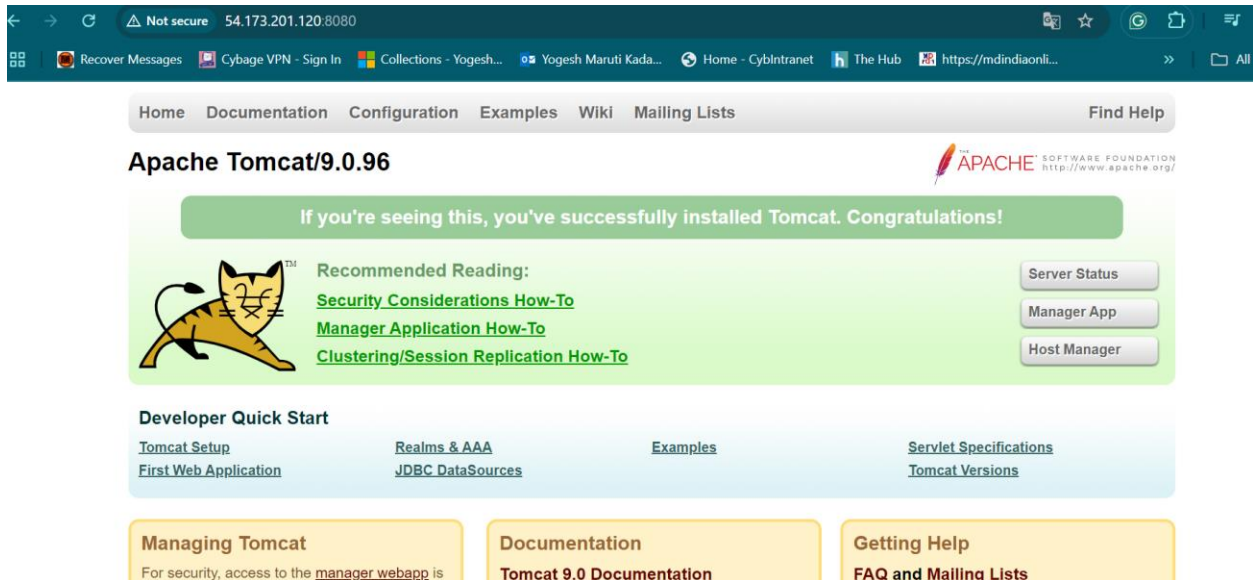 Not secure 54.173.201.120:8080
Recover Messages Cybage VPN - Sign In Collections - Yogesh... Yogesh Maruti Kada... Home - CybIntranet The Hub https://mdindiaonli... » All
Home Documentation Configuration Examples Wiki Mailing Lists Find Help
Apache Tomcat/9.0.96
THE APACHE® SOFTWARE FOUNDATION
http://www.apache.org/
If you're seeing this, you've successfully installed Tomcat. Congratulations!
TM
Recommended Reading:
Security Considerations How-To
Manager Application How-To
Clustering/Session Replication How-To
Server Status
Manager App
Host Manager
Developer Quick Start
Tomcat Setup Realms & AAA Examples Servlet Specifications
First Web Application JDBC DataSources Tomcat Versions
Managing Tomcat
For security, access to the manager webapp is
Documentation
Tomcat 9.0 Documentation
Getting Help
FAQ and Mailing Lists